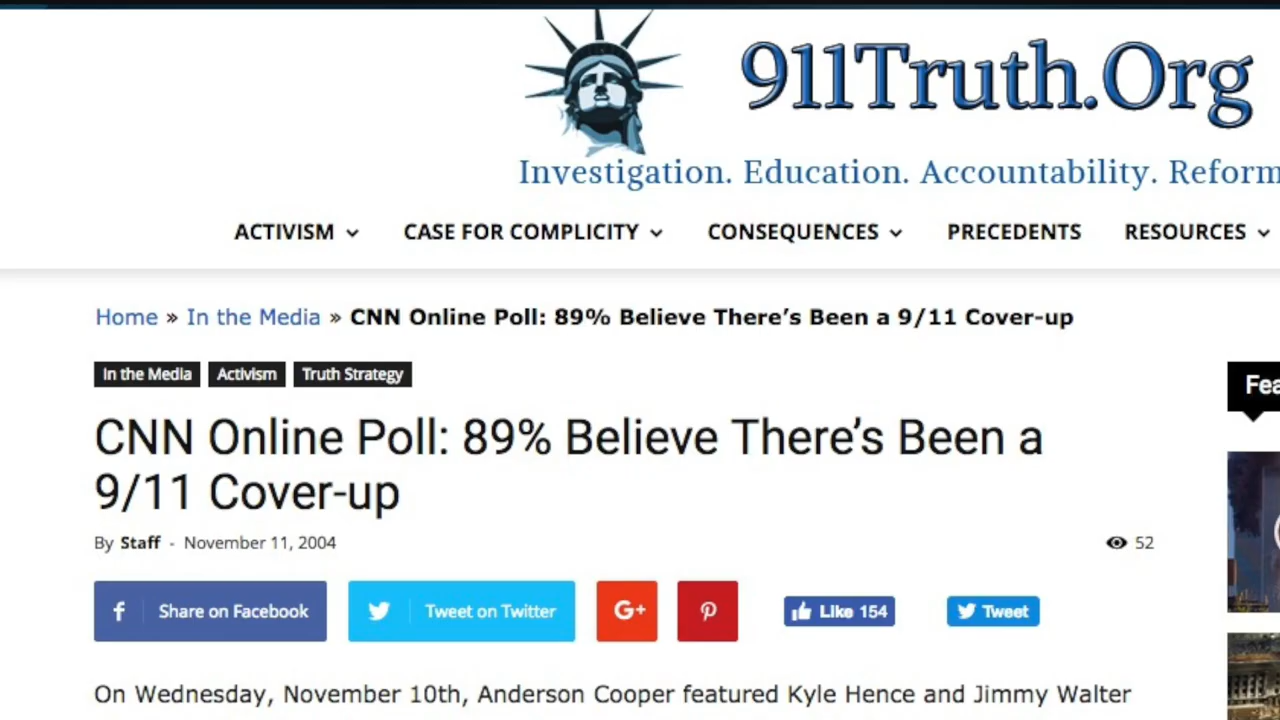 911Truth.Org
Investigation. Education. Accountability. Reform
ACTIVISM CASE FOR COMPLICITY CONSEQUENCES PRECEDENTS RESOURCES
Home » In the Media » CNN Online Poll: 89% Believe There's Been a 9/11 Cover-up
In the Media Activism Truth Strategy
Fea
CNN Online Poll: 89% Believe There's Been a
9/11 Cover-up
By Staff - November 11, 2004 52
f Share on Facebook Tweet on Twitter G+ Like 154 Tweet
On Wednesday, November 10th, Anderson Cooper featured Kyle Hence and Jimmy Walter